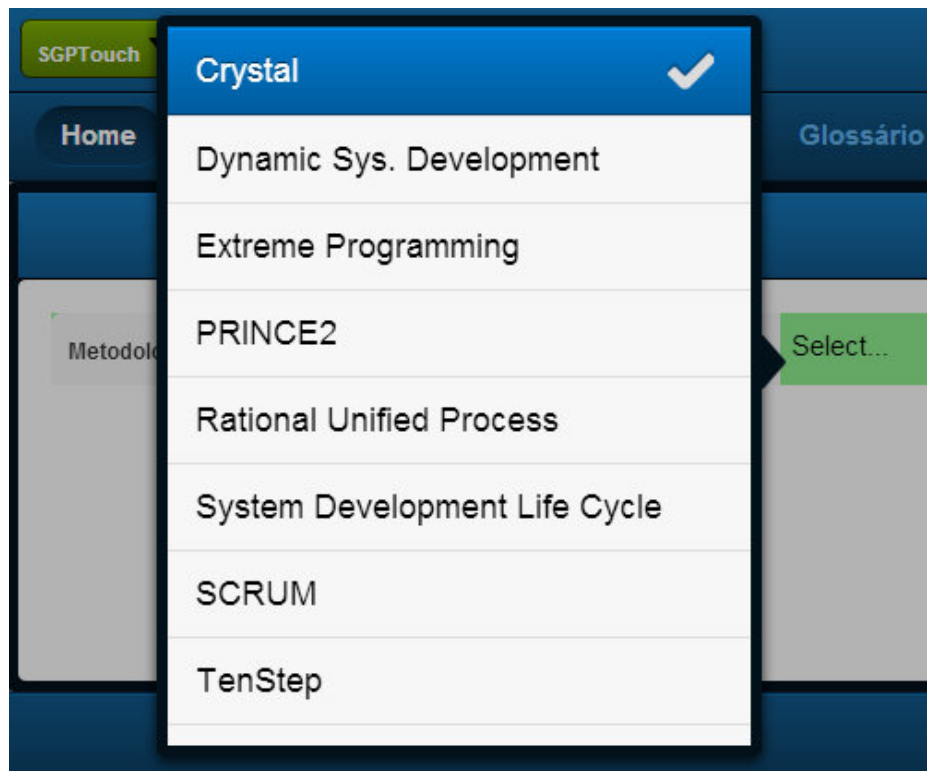 SGPTouch
Crystal
Home
Glossário
Dynamic Sys. Development
Extreme Programming
PRINCE2
Select...
Rational Unified Process
System Development Life Cycle
SCRUM
TenStep